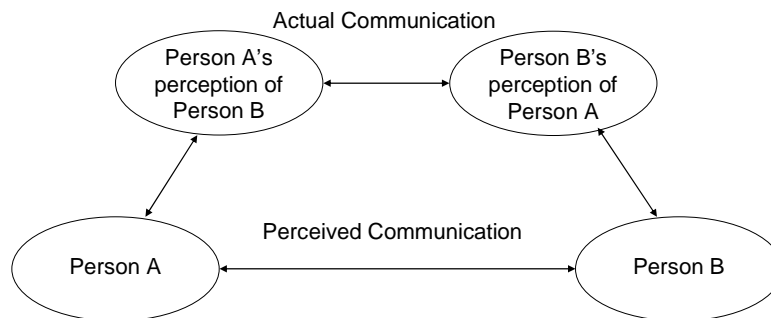 Actual Communication
Person A’s
perception of
Person B
Person B’s
perception of
Person A
Perceived Communication
Person A
Person B